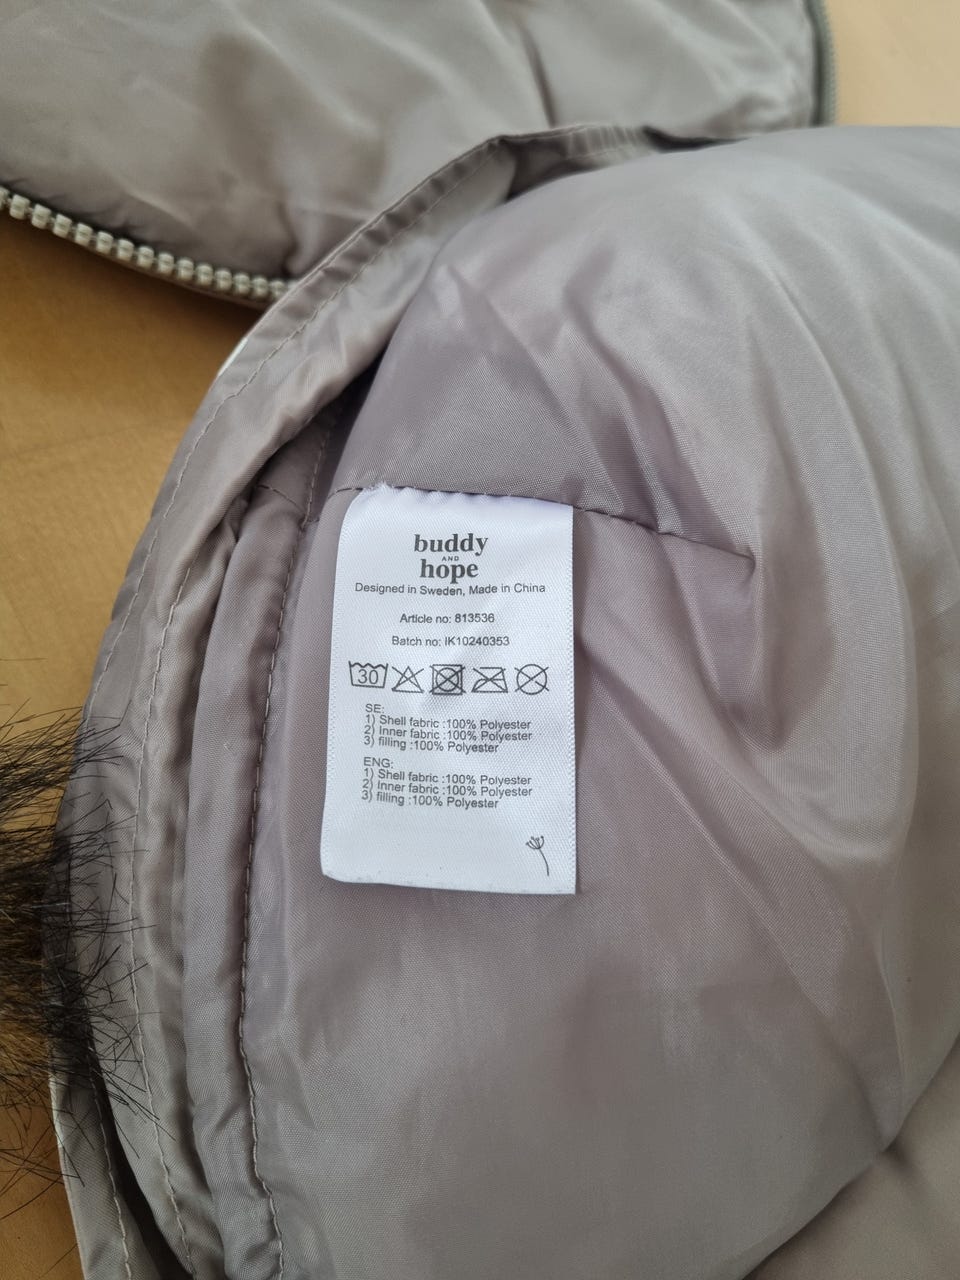 buddy
AND
hope
Designed in Sweden, Made in China
Article no: 813536
Batch no: IK10240353
30
SE:
1) Shell fabric :100% Polyester
2) Inner fabric :100% Polyester
3) filling :100% Polyester
ENG:
1) Shell fabric :100% Polyester
2) Inner fabric :100% Polyester
3) filling :100% Polyester